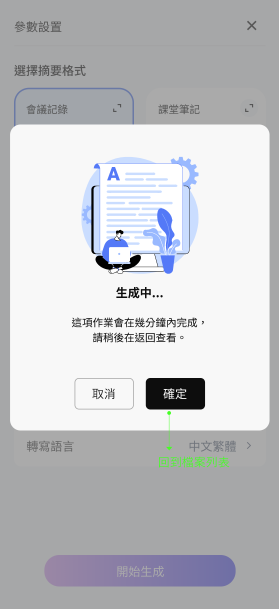 參數設置
選擇摘要格式
會議記錄
課堂筆記
A
生成中...
這項作業會在幾分鐘內完成，
請稍後在返回查看。
取消
確定
轉寫語言
中文繁體
開始生成